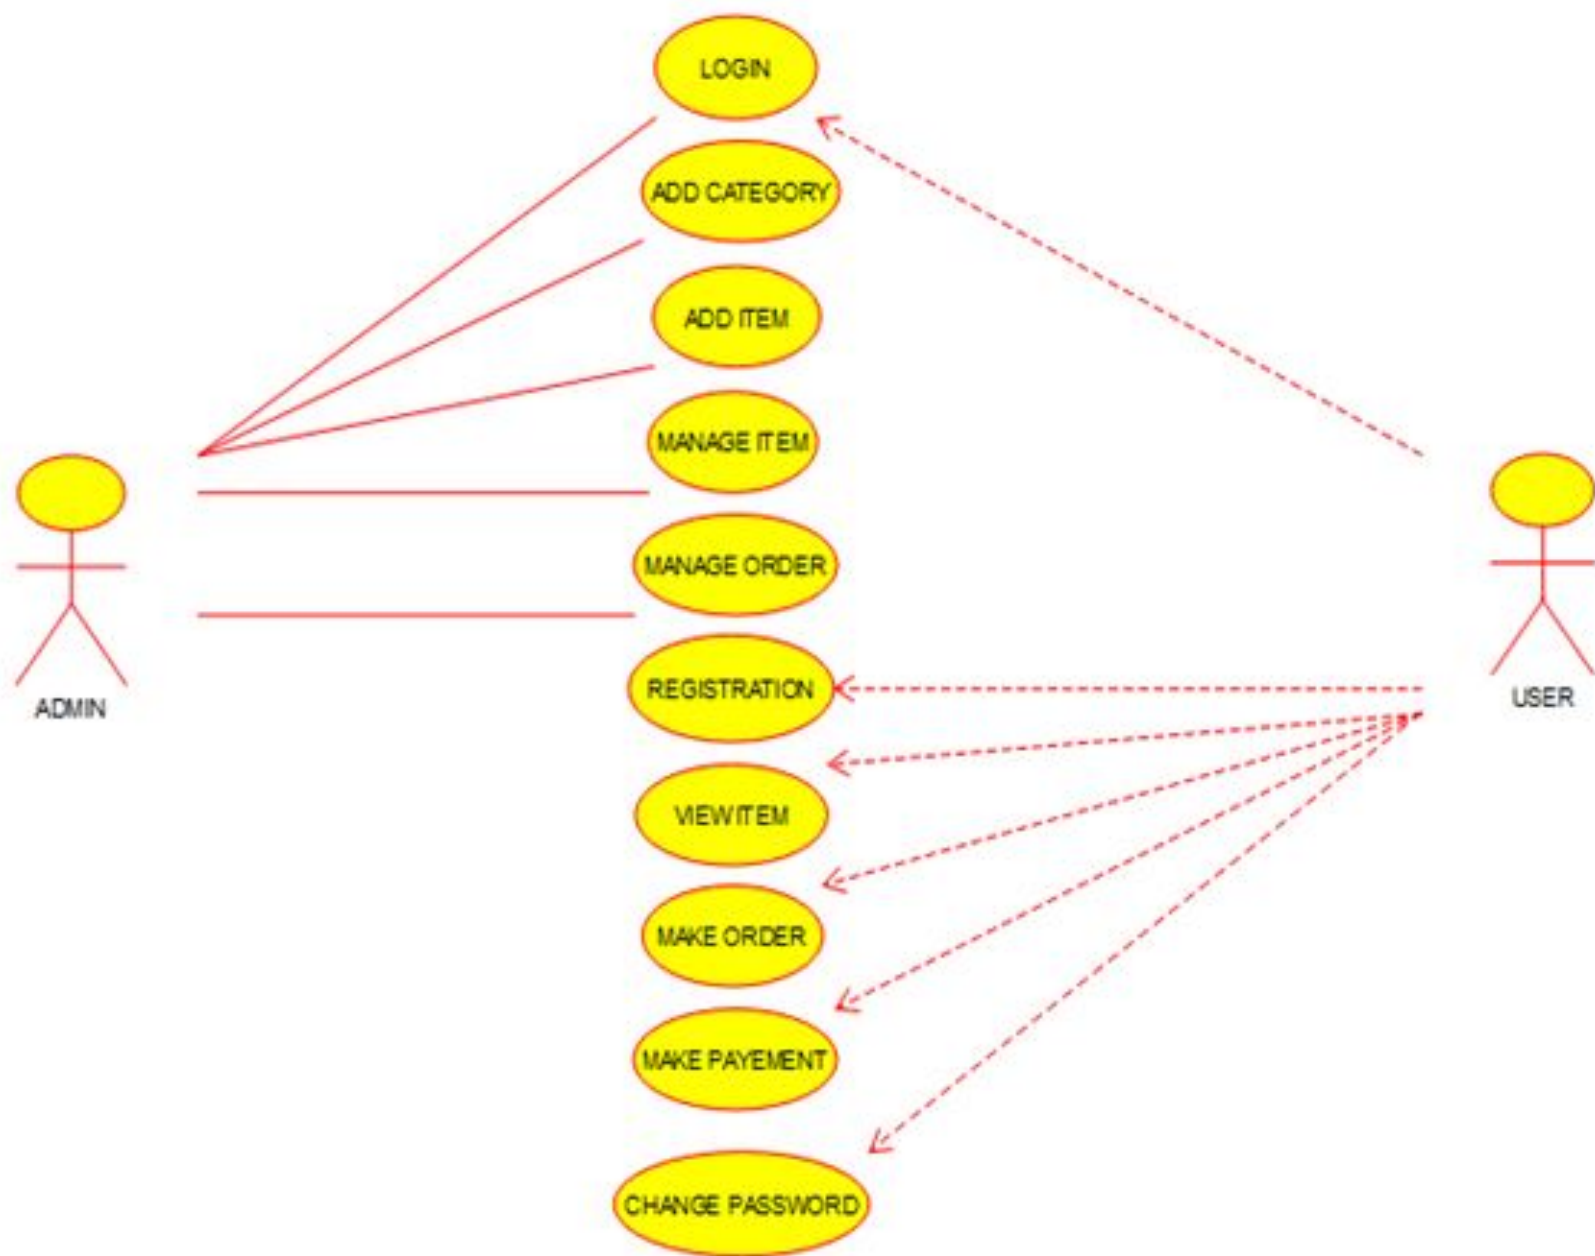 LOGIN
ADD CATEGORY
ADD ITEM
MANAGE ITEM
MANAGE ORDER
REGISTRATION
ADMIN
USER
VIEW ITEM
MAKE ORDER
MAKE PAYEMENT
CHANGE PASSWORD